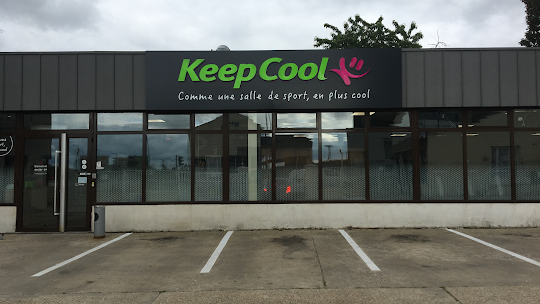 Keep Cool
Comme une salle de sport, en plus cool